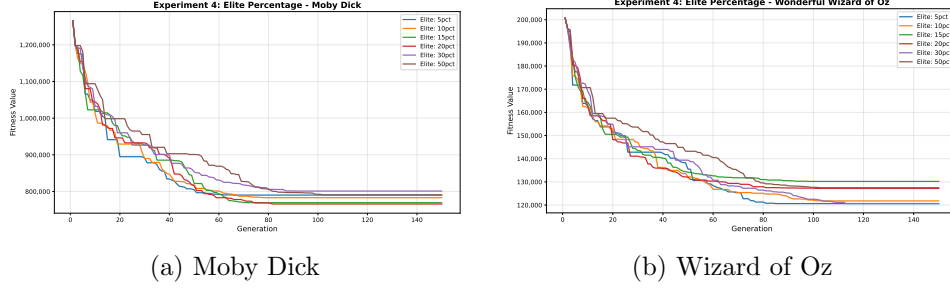 Experiment 4: Elite Percentage - Moby Dick
Fitness Value
1,200,000
1,100,000
1,000,000
900,000
800,000
0
20
40
60
80
100
120
140
Generation
Elite: 5pct
Elite: 10pct
Elite: 15pct
Elite: 20pct
Elite: 30pct
Elite: 50pct
(a) Moby Dick
Experiment 4: Elite Percentage - Wonderful Wizard of Oz
Fitness Value
200,000
190,000
180,000
170,000
160,000
150,000
140,000
130,000
120,000
0
20
40
60
80
100
120
140
Generation
Elite: 5pct
Elite: 10pct
Elite: 15pct
Elite: 20pct
Elite: 30pct
Elite: 50pct
(b) Wizard of Oz